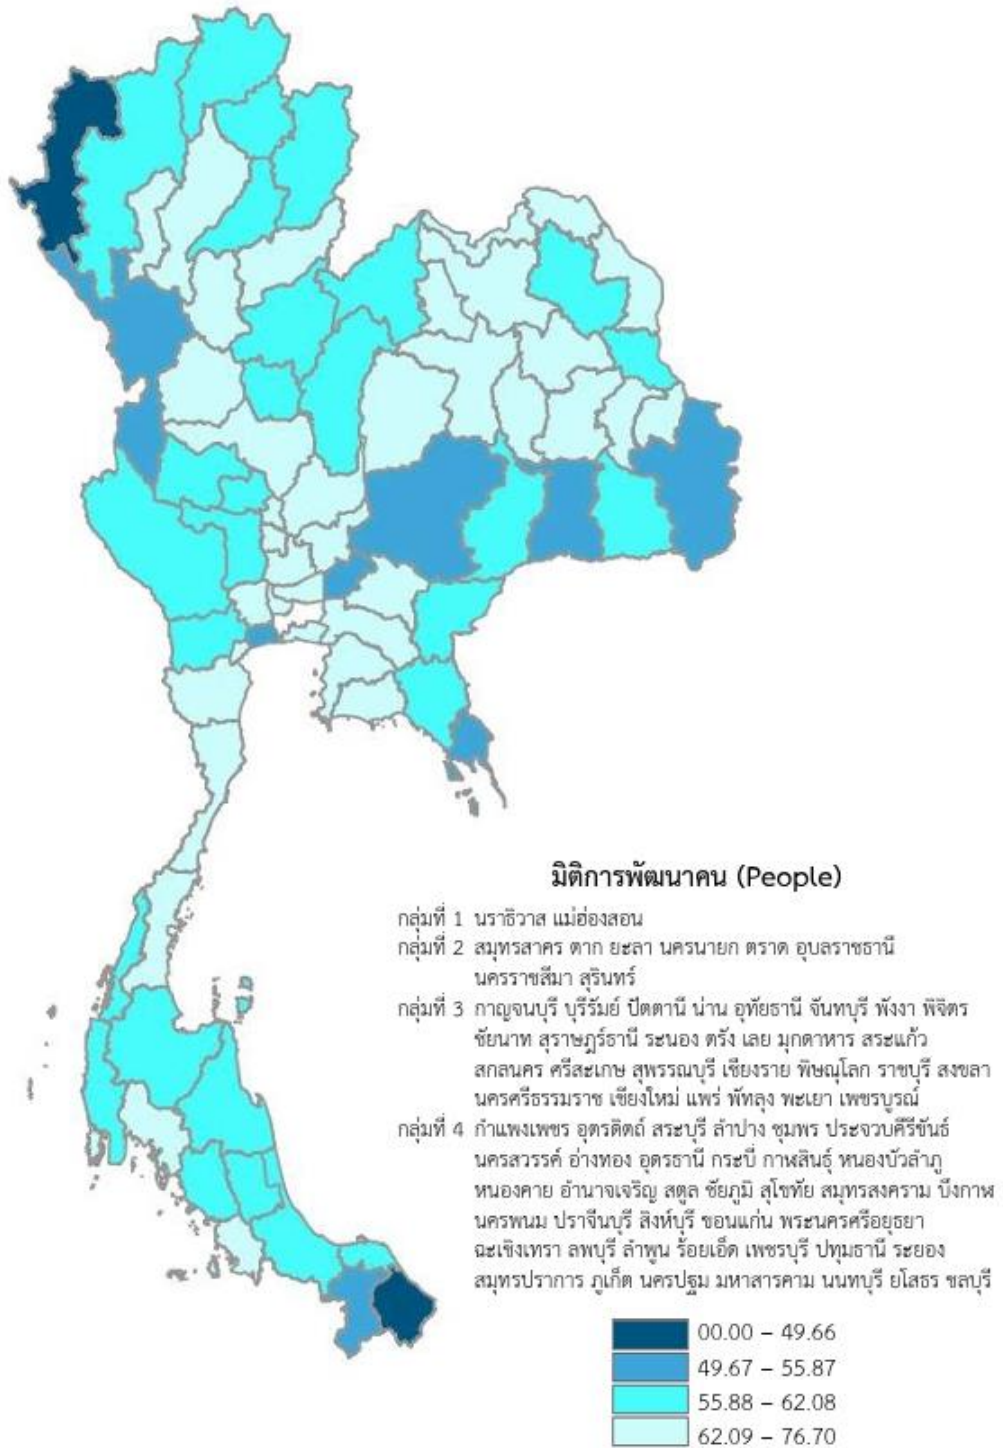 มิติการพัฒนาคน (People)
กลุ่มที่ 1 นราธิวาส แม่ฮ่องสอน
กลุ่มที่ 2 สมุทรสาคร ตาก ยะลา นครนายก ตราด อุบลราชธานี
นครราชสีมา สุรินทร์
กลุ่มที่ 3 กาญจนบุรี บุรีรัมย์ ปัตตานี น่าน อุทัยธานี จันทบุรี พังงา พิจิตร
ชัยนาท สุราษฎร์ธานี ระนอง ตรัง เลย มุกดาหาร สระแก้ว
สกลนคร ศรีสะเกษ สุพรรณบุรี เชียงราย พิษณุโลก ราชบุรี สงขลา
นครศรีธรรมราช เชียงใหม่ แพร่ พัทลุง พะเยา เพชรบูรณ์
กลุ่มที่ 4 กำแพงเพชร อุตรดิตถ์ สระบุรี ลำปาง ชุมพร ประจวบคีรีขันธ์
นครสวรรค์ อ่างทอง อุดรธานี กระบี่ กาฬสินธุ์ หนองบัวลำภู
หนองคาย อำนาจเจริญ สตูล ชัยภูมิ สุโขทัย สมุทรสงคราม บึงกาฬ
นครพนม ปราจีนบุรี สิงห์บุรี ขอนแก่น พระนครศรีอยุธยา
ฉะเชิงเทรา ลพบุรี ลำพูน ร้อยเอ็ด เพชรบุรี ปทุมธานี ระยอง
สมุทรปราการ ภูเก็ต นครปฐม มหาสารคาม นนทบุรี ยโสธร ชลบุรี
00.00 – 49.66
49.67 – 55.87
55.88 – 62.08
62.09 – 76.70